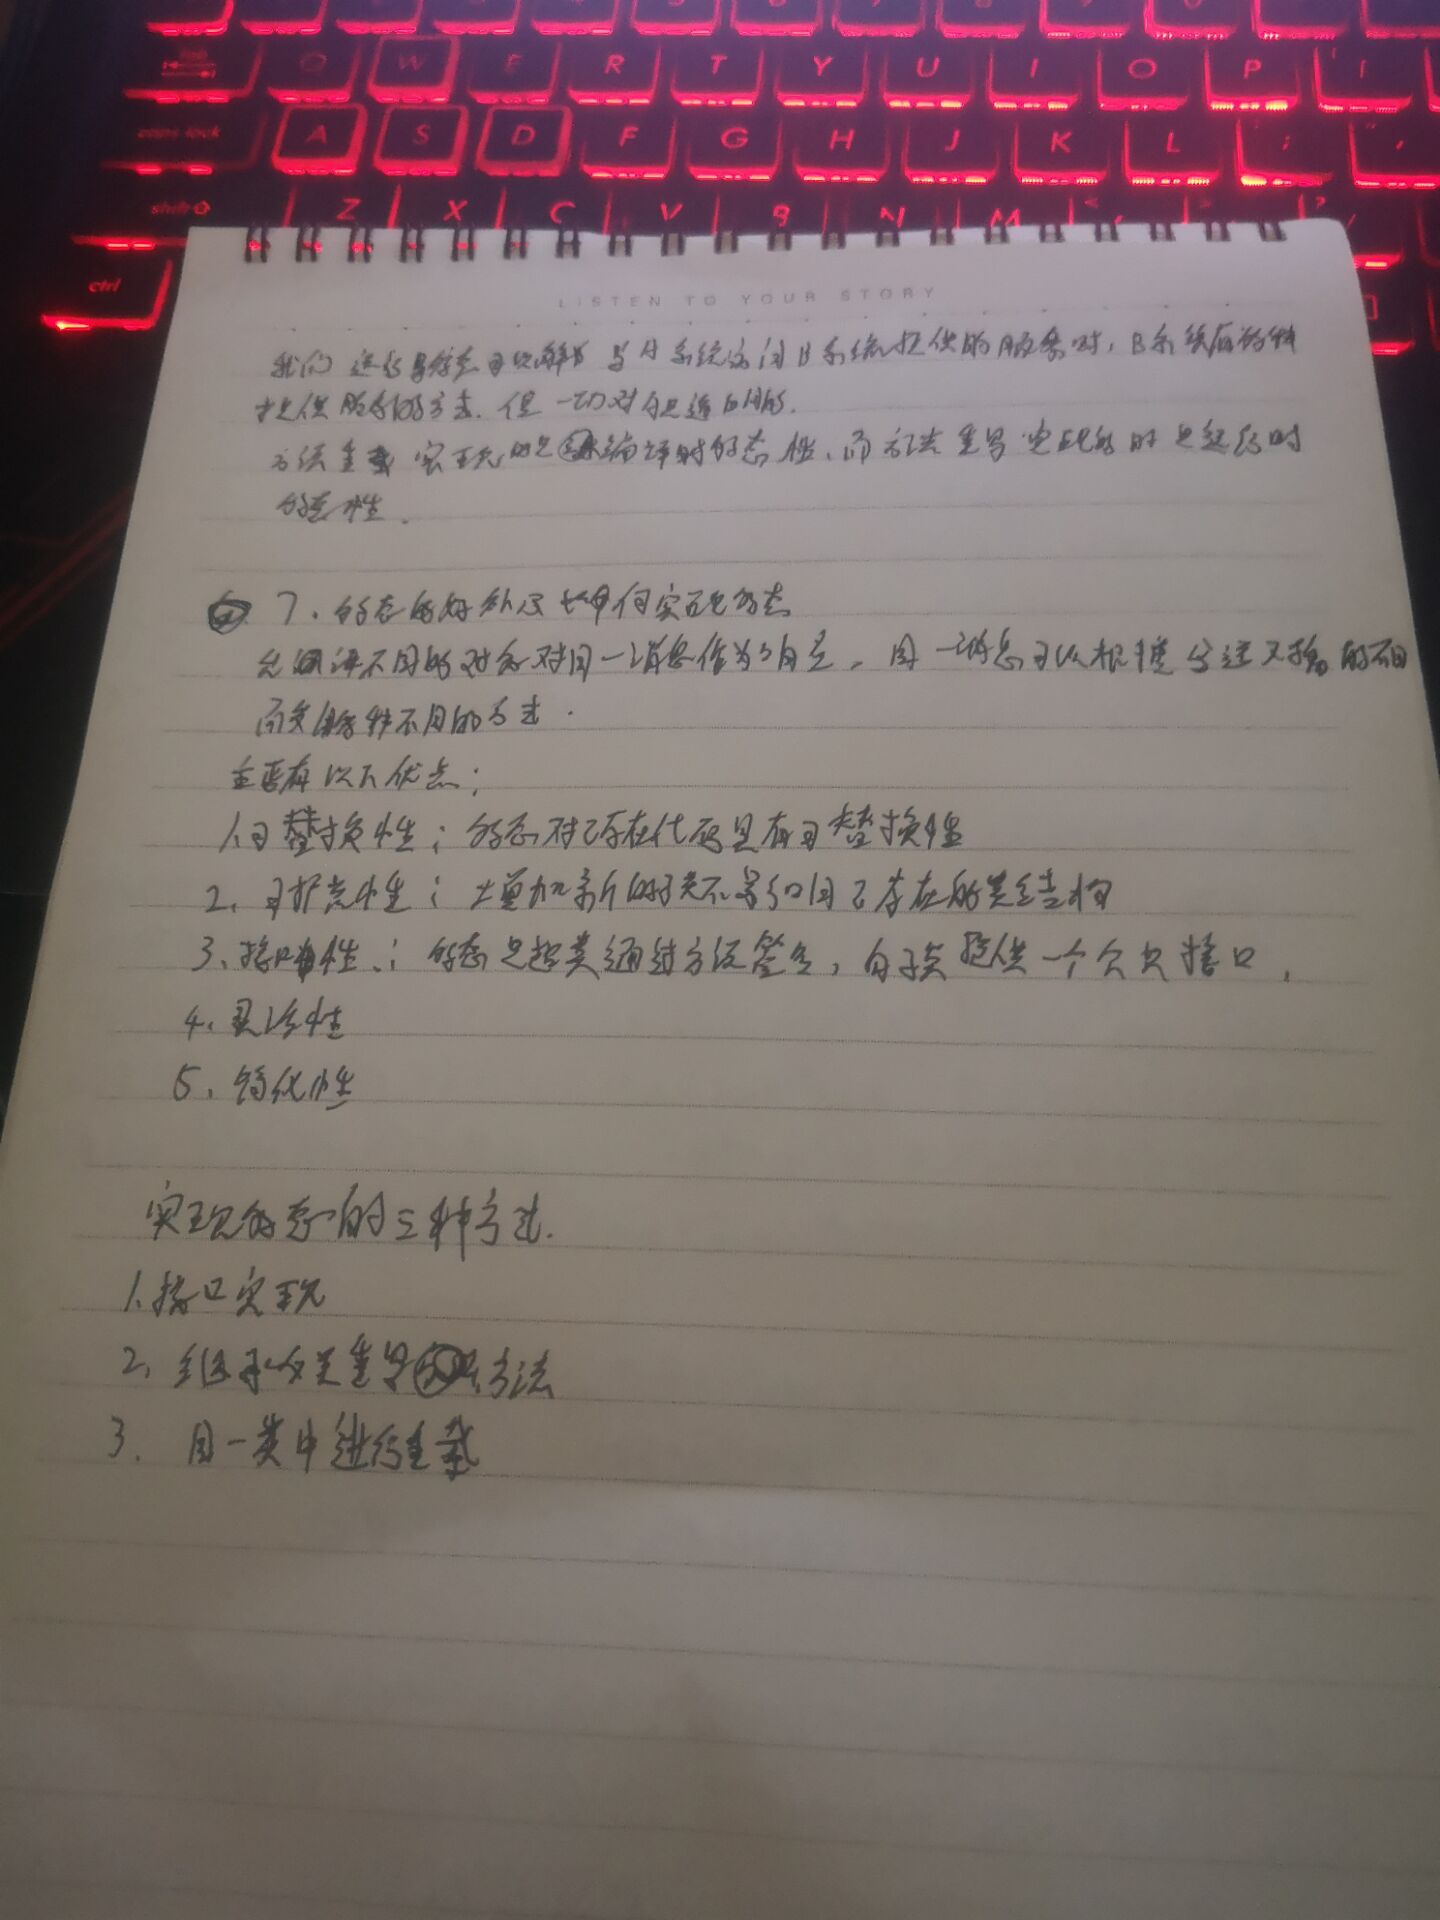 tab Q W E R T Y U I O P [
caps lock A S D F G H J K L ; '
shift Z X C V B N M < ?
ctrl
LISTEN TO YOUR STORY
我们 运行时多态可以解释 当A系统访问B系统提供的服务时，B系统有多种
提供服务的方式，但一切对A是透明的。
方法重载实现的是编译时多态性，而方法重写实现的时是运行时
多态性。
7、多态的好处及如何实现多态
允许不同的对象对同一消息作为响应，同一消息可以根据发送对象的不同
而采用多种不同的方式。
主要有以下优点；
1、可替换性；多态对已存在代码具有可替换性
2、可扩充性；增加新的子类不影响已存在的类结构
3、接口性；多态是超类通过方法签名，向子类提供一个公共接口，
4、灵活性
5、简化性
实现多态的三种方式.
1、接口实现
2、继承父类重写方法
3、同一类中进行重载